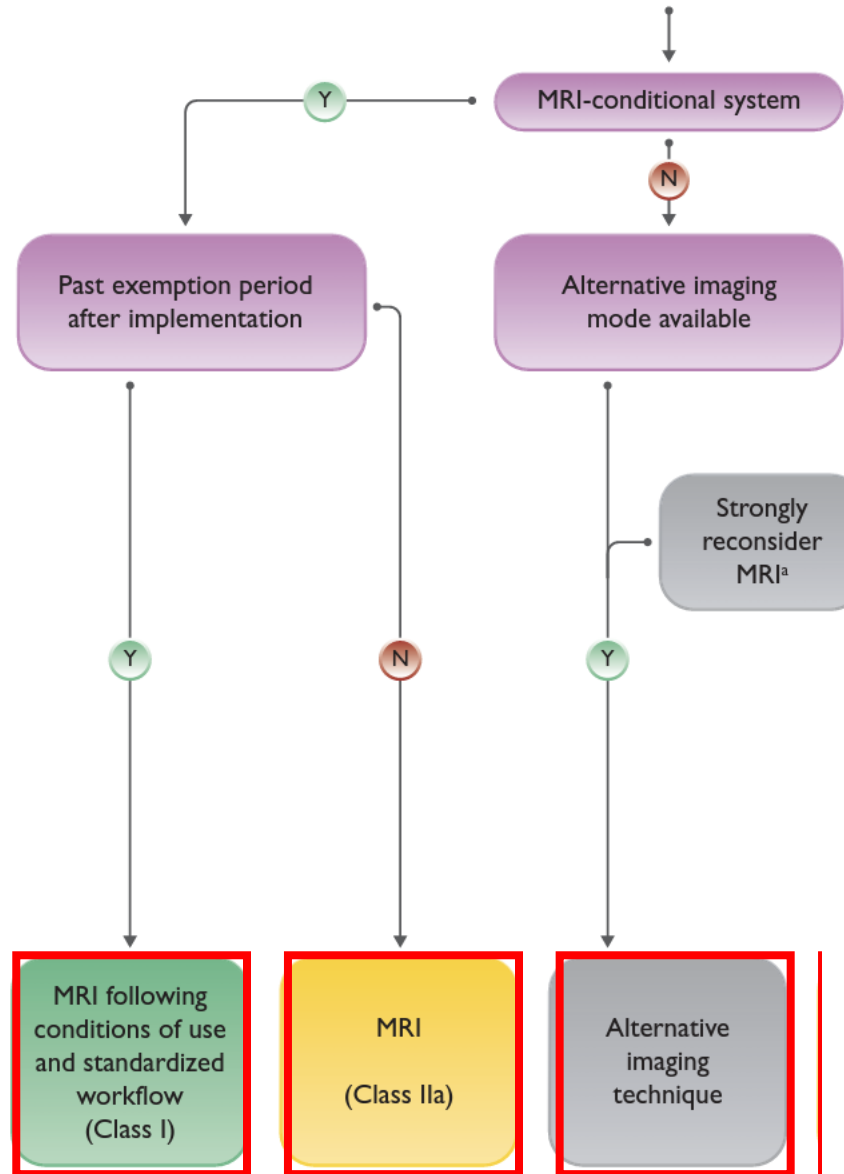 MRI-conditional system
Y
N
Past exemption period
after implementation
Alternative imaging
mode available
Strongly
reconsider
MRIᵃ
Y
N
Y
MRI following
conditions of use
and standardized
workflow
(Class I)
MRI
(Class IIa)
Alternative
imaging
technique